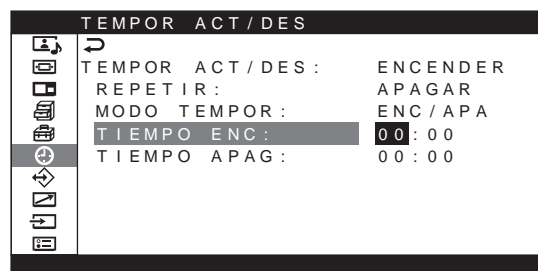 TEMPOR ACT/DES
TEMPOR ACT/DES: ENCENDER
REPETIR: APAGAR
MODO TEMPOR: ENC/APA
TIEMPO ENC: 00:00
TIEMPO APAG: 00:00